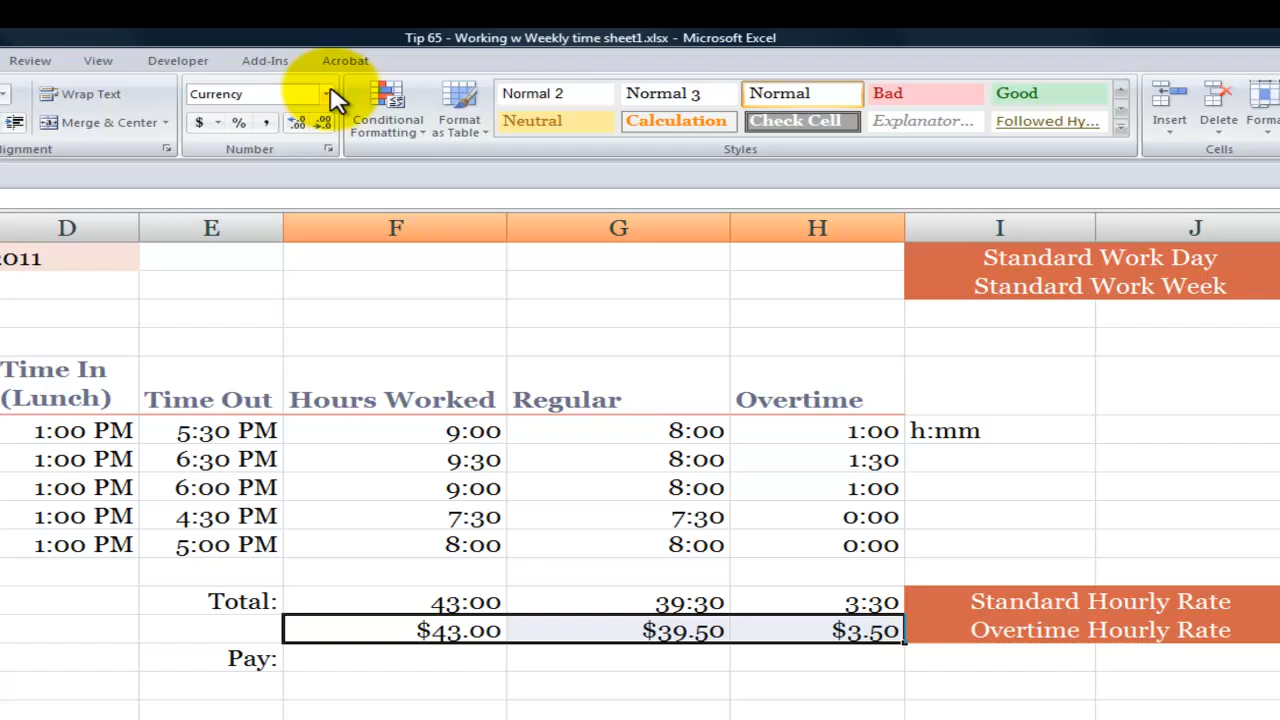 Tip 65 - Working w Weekly time sheet1.xlsx - Microsoft Excel
Review View Developer Add-Ins Acrobat
Wrap Text Currency Conditional Formatting Format as Table Normal 2 Normal 3 Normal Bad Good Insert Delete
Merge & Center $ % , Neutral Calculation Check Cell Explanator... Followed Hy...
Number Styles Cells
D E F G H I J
2011 Standard Work Day
Standard Work Week
Time In
(Lunch) Time Out Hours Worked Regular Overtime
1:00 PM 5:30 PM 9:00 8:00 1:00 h:mm
1:00 PM 6:30 PM 9:30 8:00 1:30
1:00 PM 6:00 PM 9:00 8:00 1:00
1:00 PM 4:30 PM 7:30 7:30 0:00
1:00 PM 5:00 PM 8:00 8:00 0:00
Total: 43:00 39:30 3:30 Standard Hourly Rate
$43.00 $39.50 $3.50 Overtime Hourly Rate
Pay: